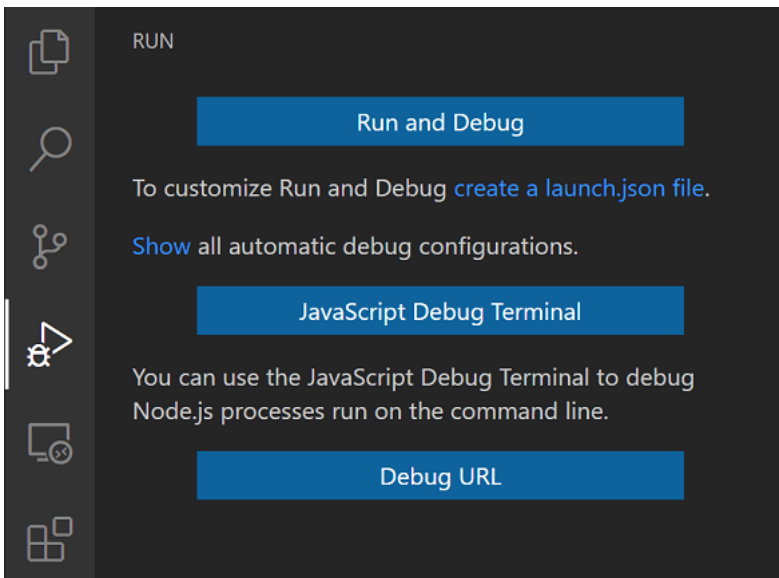 RUN
Run and Debug
To customize Run and Debug create a launch.json file.
Show all automatic debug configurations.
JavaScript Debug Terminal
You can use the JavaScript Debug Terminal to debug
Node.js processes run on the command line.
Debug URL